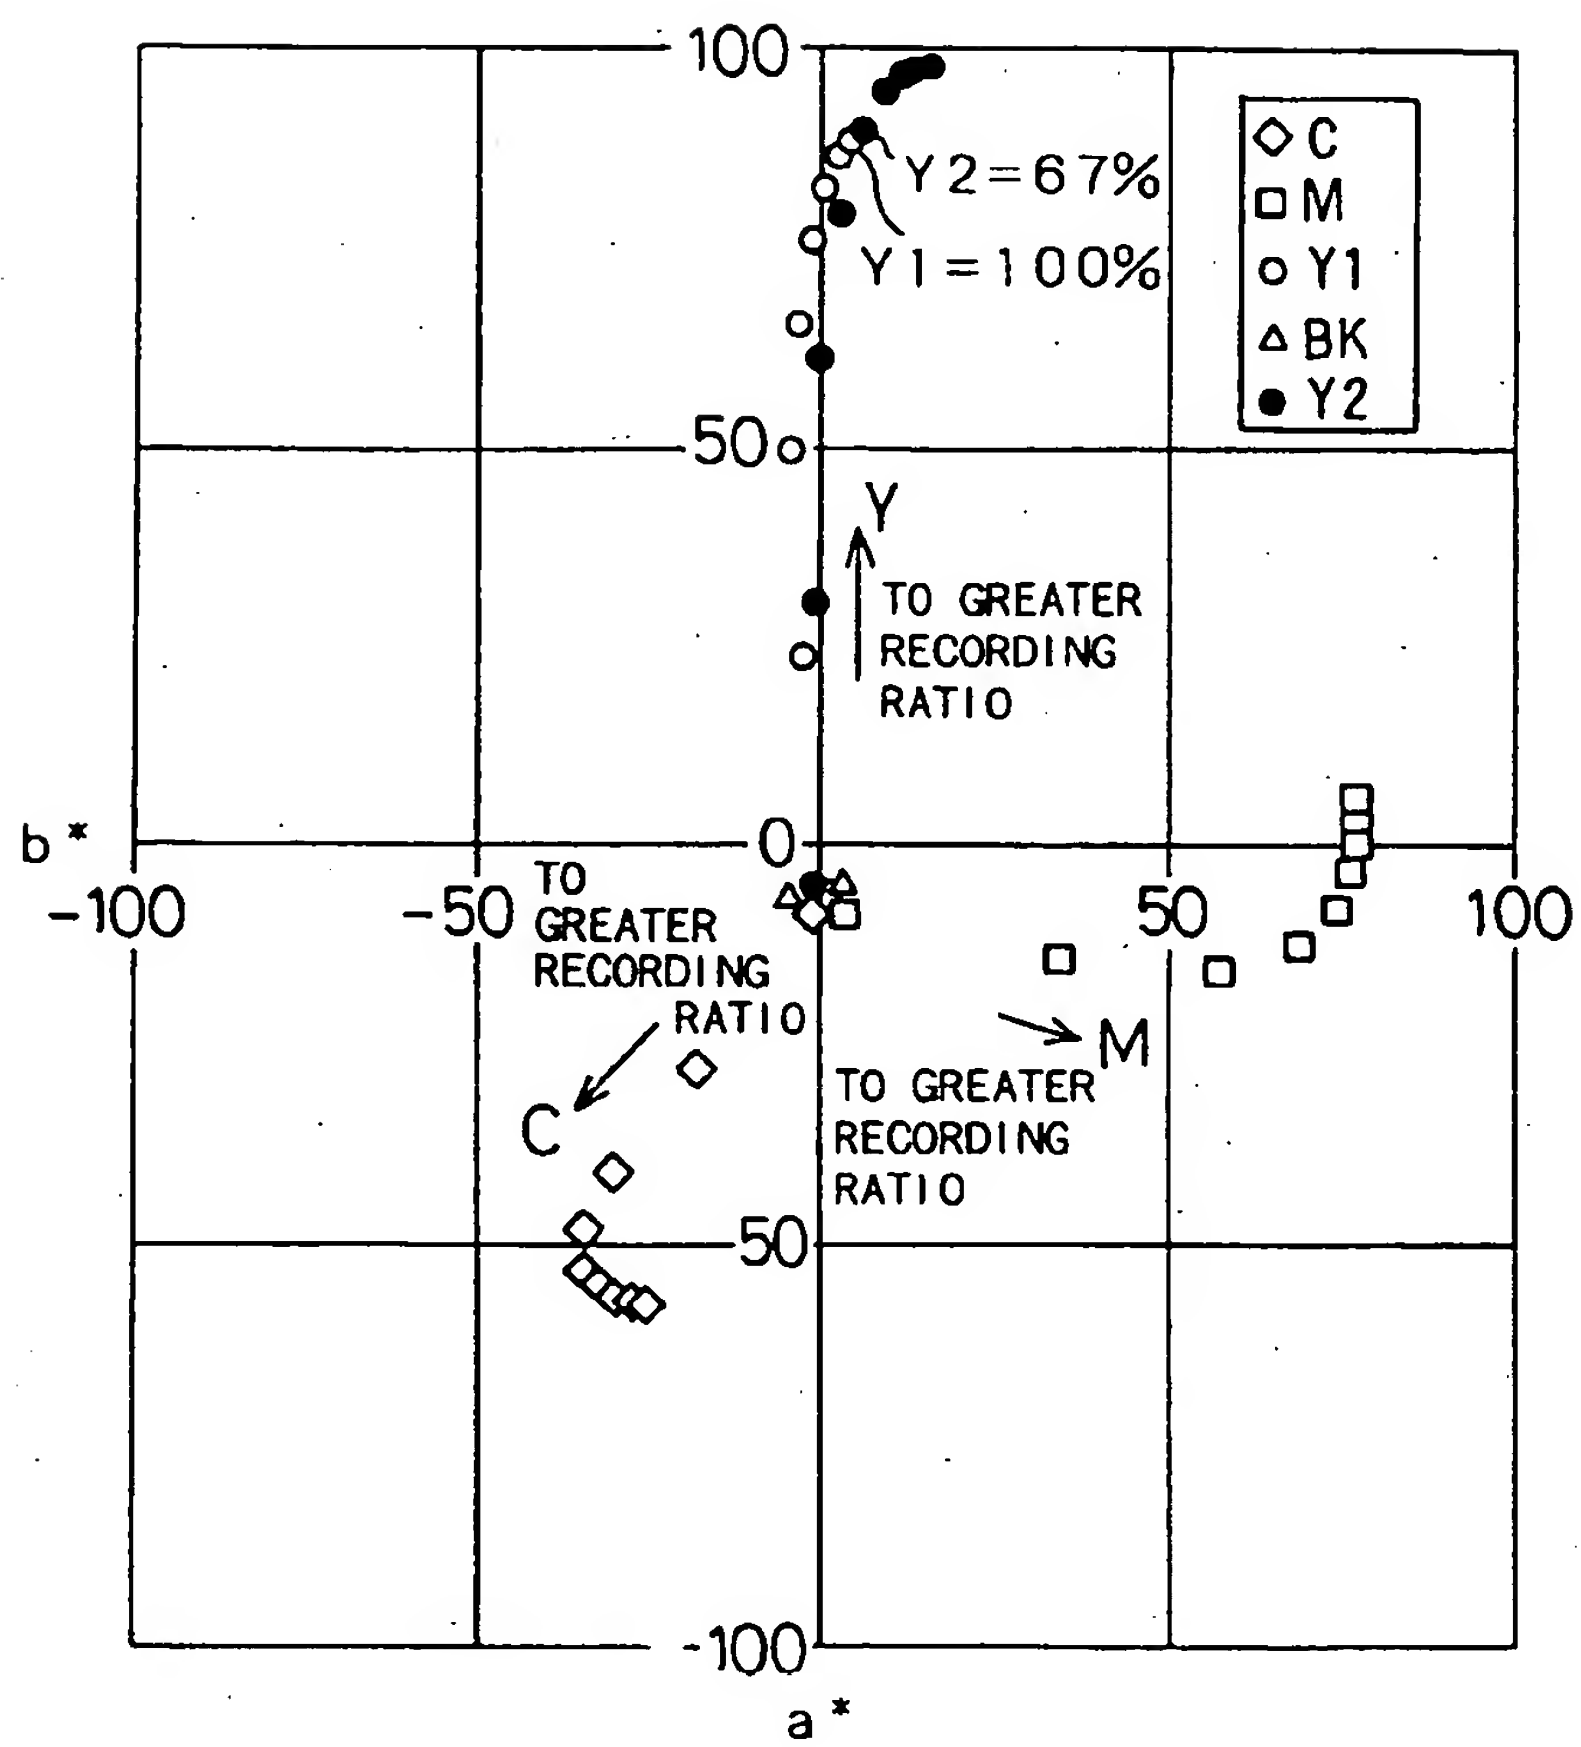 100
C
M
Y1
BK
Y2
Y2=67%
Y1=100%
50
Y
TO GREATER
RECORDING
RATIO
b*
0
-100
-50
50
100
TO
GREATER
RECORDING
RATIO
C
M
TO GREATER
RECORDING
RATIO
50
-100
a*